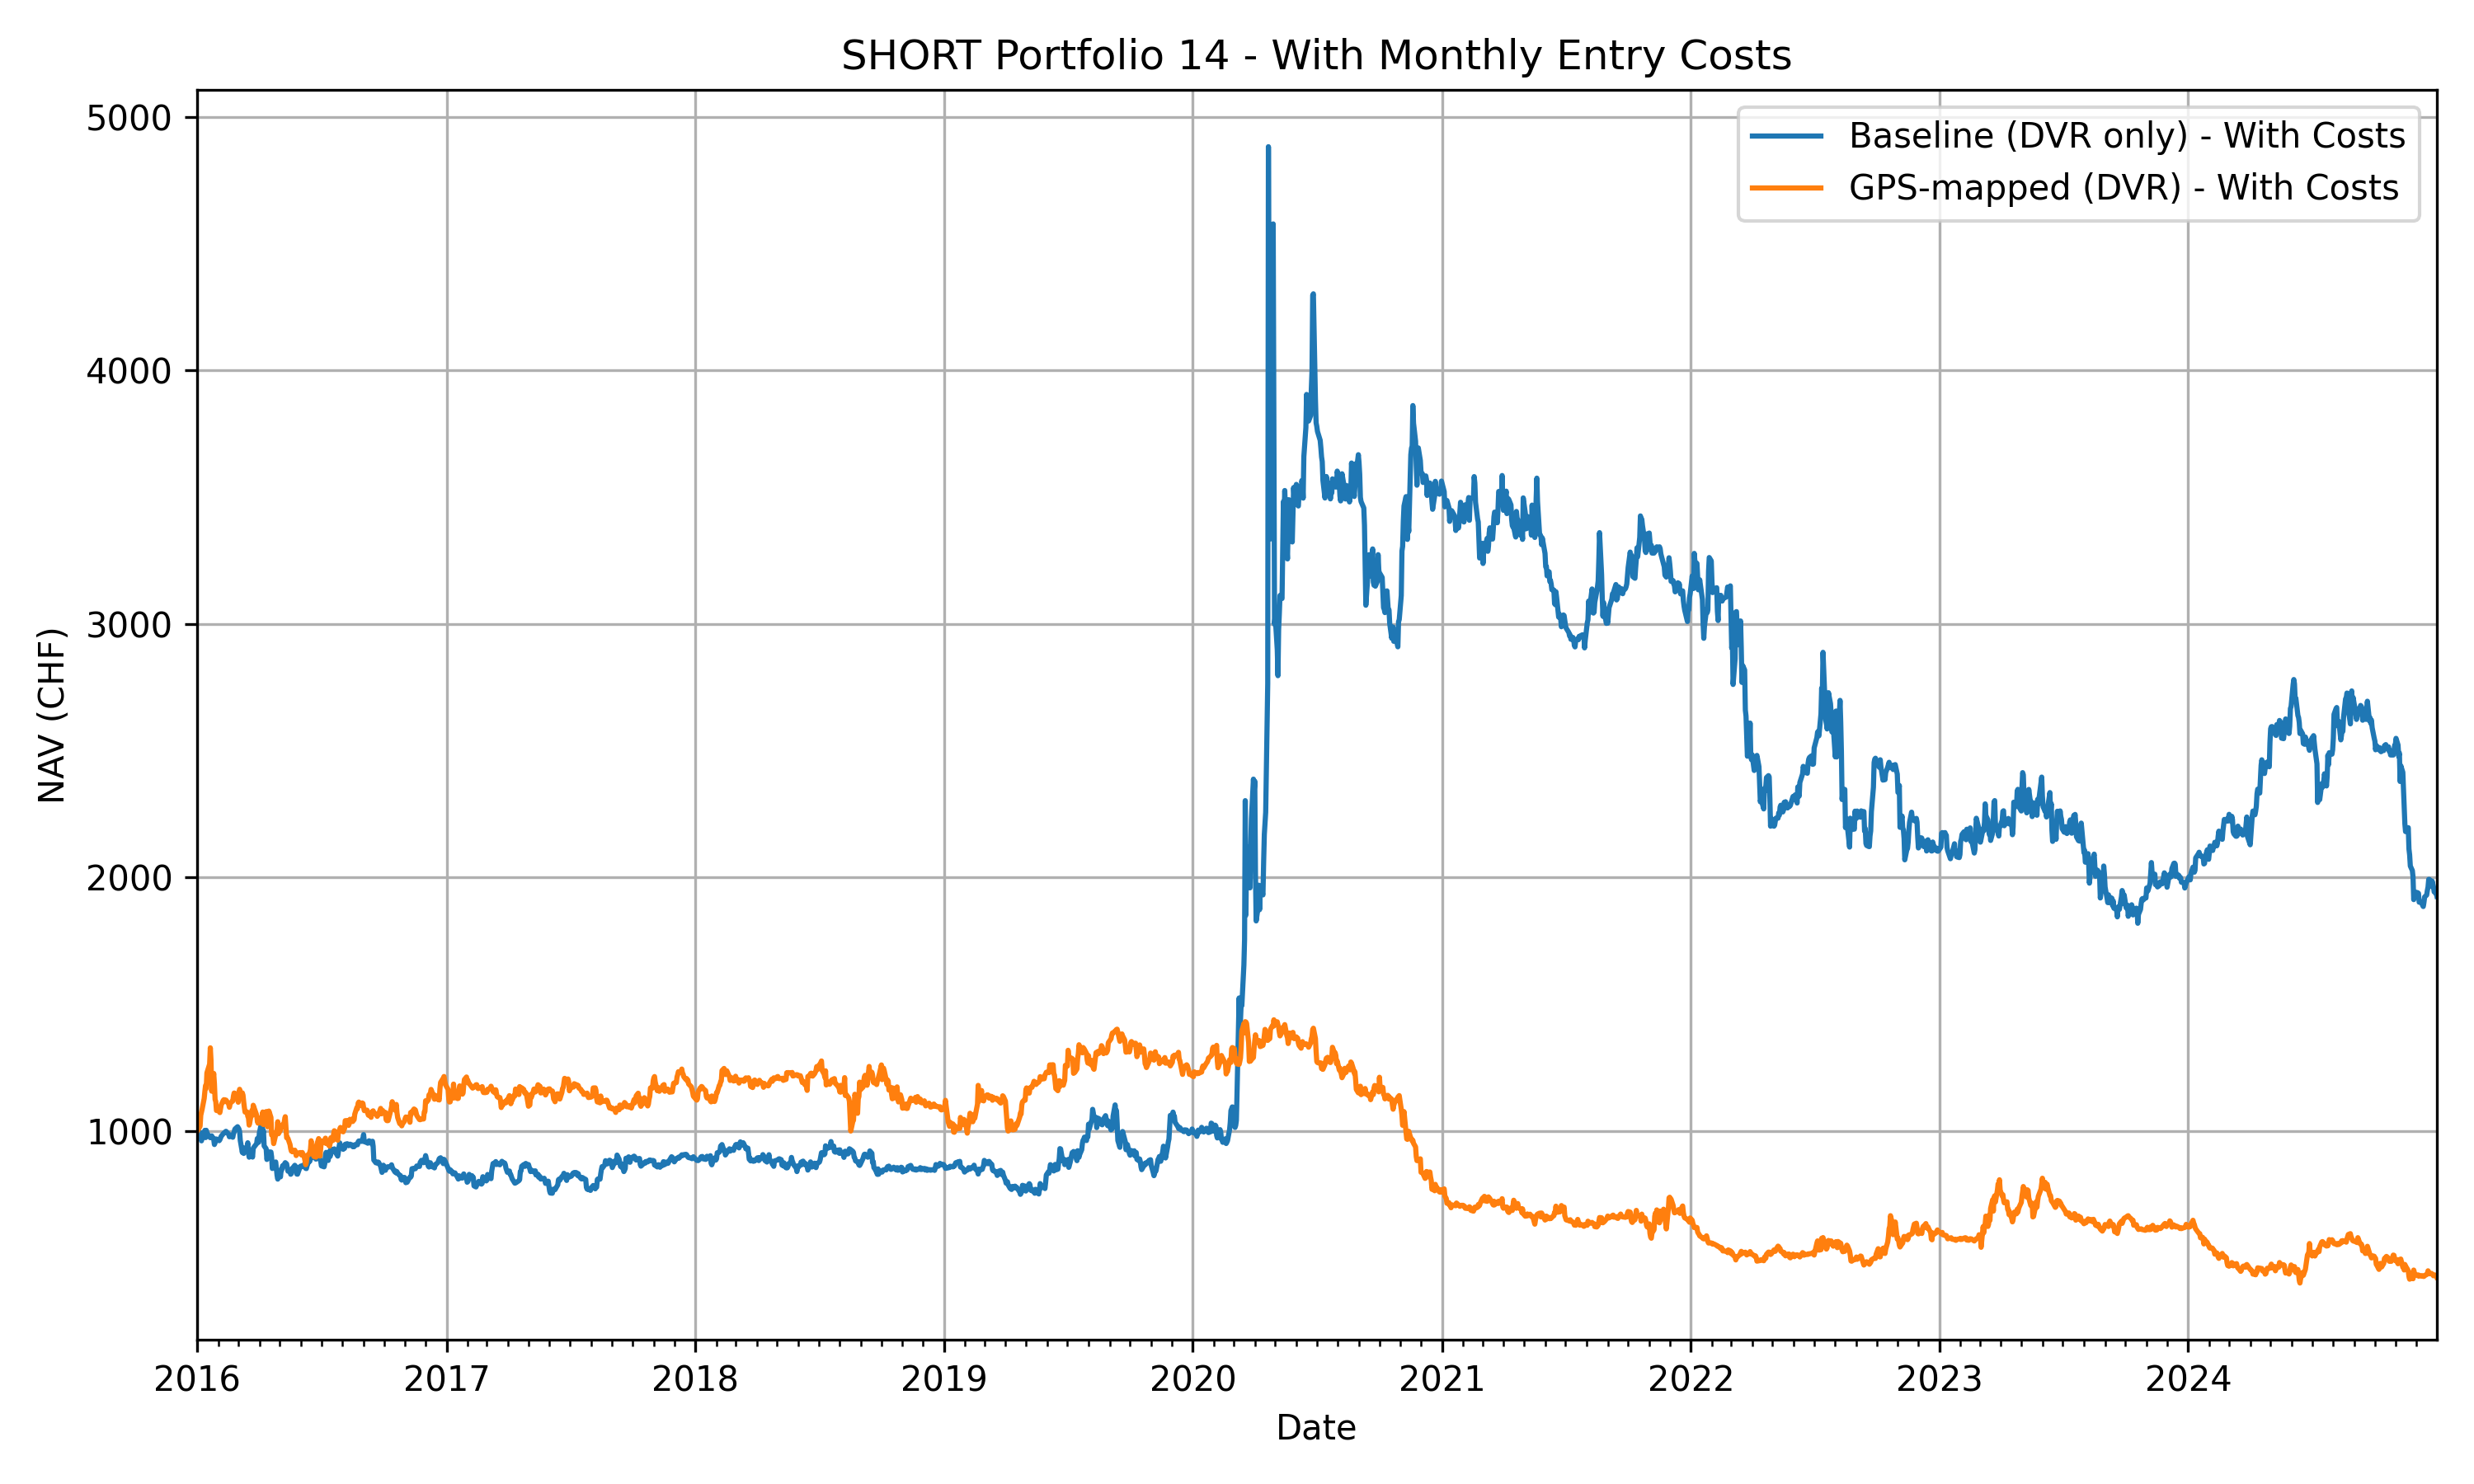 SHORT Portfolio 14 - With Monthly Entry Costs
Baseline (DVR only) - With Costs
GPS-mapped (DVR) - With Costs
5000
4000
3000
2000
1000
NAV (CHF)
2016 2017 2018 2019 2020 2021 2022 2023 2024
Date